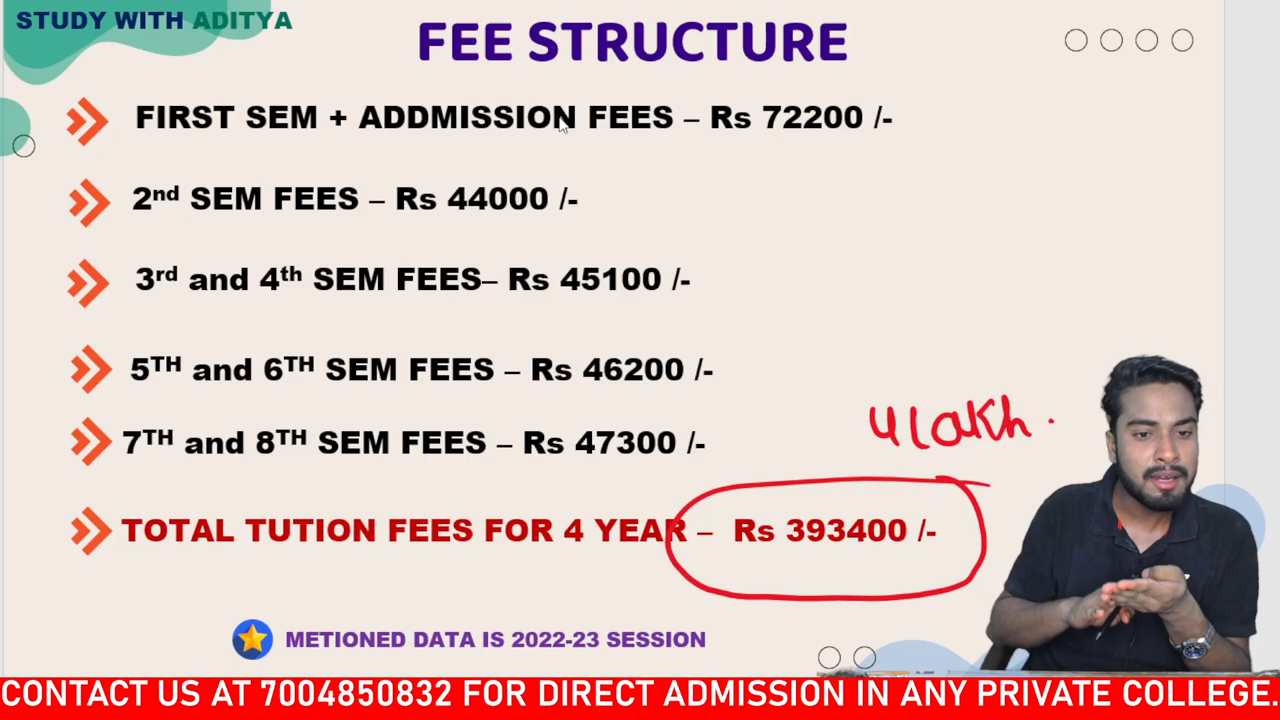 STUDY WITH ADITYA
FEE STRUCTURE
FIRST SEM + ADDMISSION FEES – Rs 72200 /-
2nd SEM FEES – Rs 44000 /-
3rd and 4th SEM FEES– Rs 45100 /-
5TH and 6TH SEM FEES – Rs 46200 /-
4 lakh.
7TH and 8TH SEM FEES – Rs 47300 /-
TOTAL TUTION FEES FOR 4 YEAR – Rs 393400 /-
METIONED DATA IS 2022-23 SESSION
CONTACT US AT 7004850832 FOR DIRECT ADMISSION IN ANY PRIVATE COLLEGE.